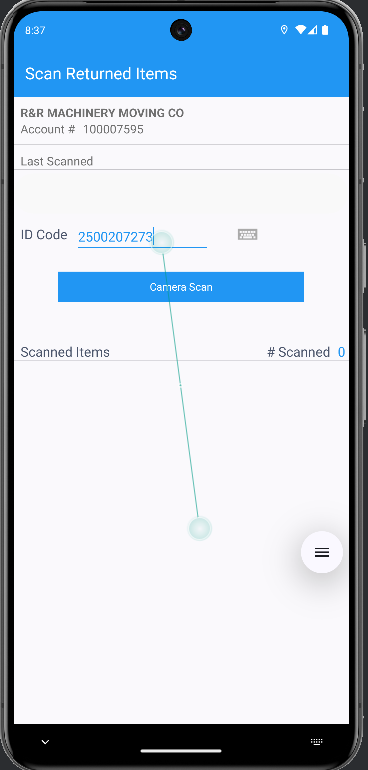 8:37
Scan Returned Items
R&R MACHINERY MOVING CO
Account # 100007595
Last Scanned
ID Code 2500207273
Camera Scan
Scanned Items # Scanned 0